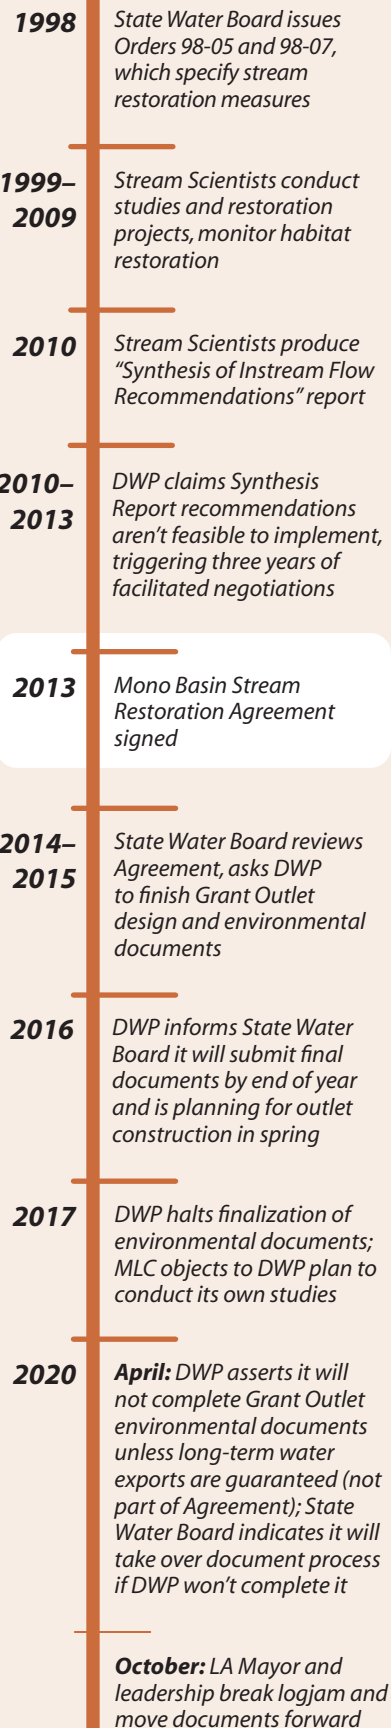 1998
State Water Board issues
Orders 98-05 and 98-07,
which specify stream
restoration measures
1999–
2009
Stream Scientists conduct
studies and restoration
projects, monitor habitat
restoration
2010
Stream Scientists produce
“Synthesis of Instream Flow
Recommendations” report
2010–
2013
DWP claims Synthesis
Report recommendations
aren’t feasible to implement,
triggering three years of
facilitated negotiations
2013
Mono Basin Stream
Restoration Agreement
signed
2014–
2015
State Water Board reviews
Agreement, asks DWP
to finish Grant Outlet
design and environmental
documents
2016
DWP informs State Water
Board it will submit final
documents by end of year
and is planning for outlet
construction in spring
2017
DWP halts finalization of
environmental documents;
MLC objects to DWP plan to
conduct its own studies
2020
April: DWP asserts it will
not complete Grant Outlet
environmental documents
unless long-term water
exports are guaranteed (not
part of Agreement); State
Water Board indicates it will
take over document process
if DWP won’t complete it
October: LA Mayor and
leadership break logjam and
move documents forward